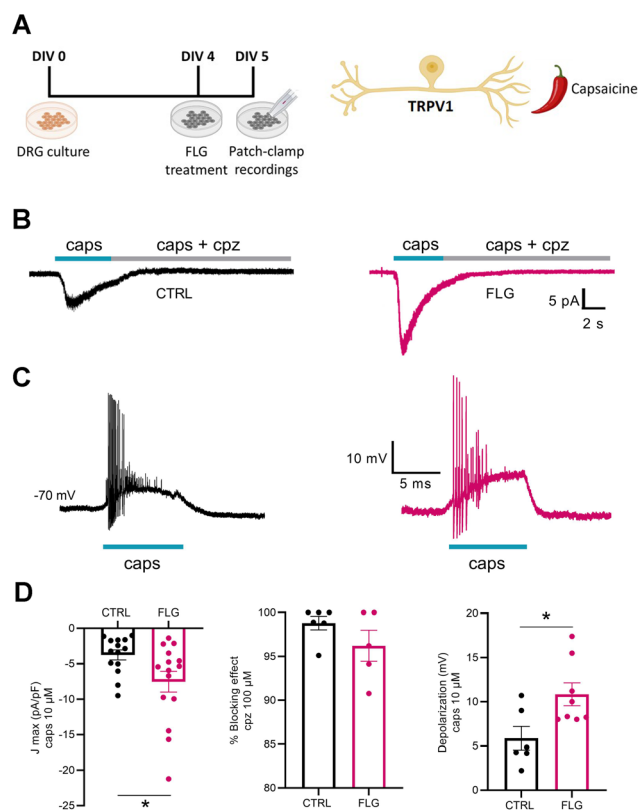 A
DIV 0
DIV 4
DIV 5
DRG culture
FLG
treatment
Patch-clamp
recordings
TRPV1
Capsaicine
B
caps
caps + cpz
CTRL
caps
caps + cpz
FLG
5 pA
2 s
C
-70 mV
caps
10 mV
5 ms
caps
D
CTRL
FLG
J max (pA/pF)
caps 10 µM
0
-5
-10
-15
-20
-25
*
% Blocking effect
cpz 100 µM
100
95
90
85
80
CTRL
FLG
Depolarization (mV)
caps 10 µM
20
15
10
5
0
*
CTRL
FLG